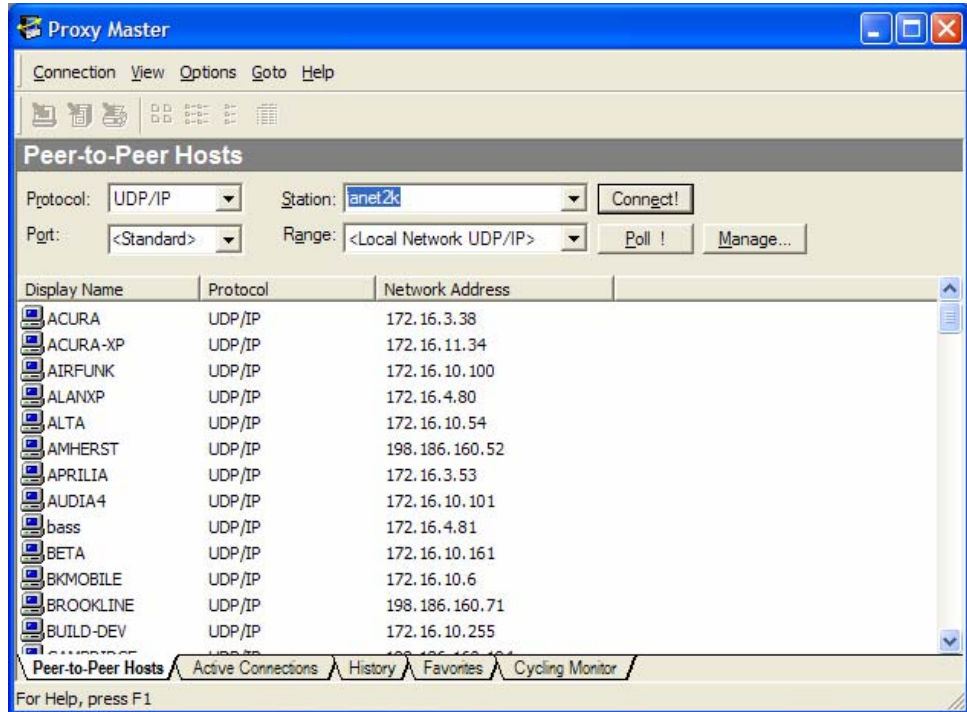 Proxy Master
Connection View Options Goto Help
Peer-to-Peer Hosts
Protocol: UDP/IP Station: janet2k Connect!
Port: <Standard> Range: <Local Network UDP/IP> Poll ! Manage...
Display Name Protocol Network Address
ACURA UDP/IP 172.16.3.38
ACURA-XP UDP/IP 172.16.11.34
AIRFUNK UDP/IP 172.16.10.100
ALANXP UDP/IP 172.16.4.80
ALTA UDP/IP 172.16.10.54
AMHERST UDP/IP 198.186.160.52
APRILIA UDP/IP 172.16.3.53
AUDIA4 UDP/IP 172.16.10.101
bass UDP/IP 172.16.4.81
BETA UDP/IP 172.16.10.161
BKMOBILE UDP/IP 172.16.10.6
BROOKLINE UDP/IP 198.186.160.71
BUILD-DEV UDP/IP 172.16.10.255
Peer-to-Peer Hosts Active Connections History Favorites Cycling Monitor
For Help, press F1